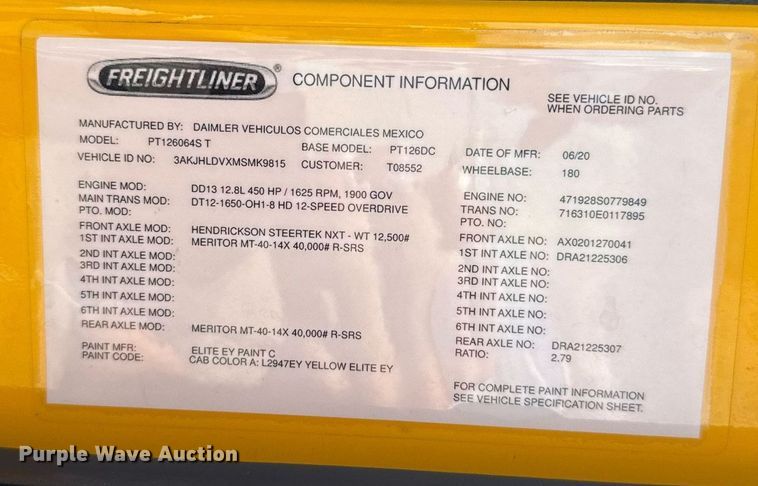 FREIGHTLINER® COMPONENT INFORMATION
SEE VEHICLE ID NO.
WHEN ORDERING PARTS
MANUFACTURED BY: DAIMLER VEHICULOS COMERCIALES MEXICO
MODEL: PT126064S T BASE MODEL: PT126DC DATE OF MFR: 06/20
VEHICLE ID NO: 3AKJHLDVXMSMK9815 CUSTOMER: T08552 WHEELBASE: 180
ENGINE MOD: DD13 12.8L 450 HP / 1625 RPM, 1900 GOV ENGINE NO: 471928S0779849
MAIN TRANS MOD: DT12-1650-OH1-8 HD 12-SPEED OVERDRIVE TRANS NO: 716310E0117895
PTO. MOD: PTO. NO:
FRONT AXLE MOD: HENDRICKSON STEERTEK NXT - WT 12,500# FRONT AXLE NO: AX0201270041
1ST INT AXLE MOD: MERITOR MT-40-14X 40,000# R-SRS 1ST INT AXLE NO: DRA21225306
2ND INT AXLE MOD: 2ND INT AXLE NO:
3RD INT AXLE MOD: 3RD INT AXLE NO:
4TH INT AXLE MOD: 4TH INT AXLE NO:
5TH INT AXLE MOD: 5TH INT AXLE NO:
6TH INT AXLE MOD: 6TH INT AXLE NO:
REAR AXLE MOD: MERITOR MT-40-14X 40,000# R-SRS REAR AXLE NO: DRA21225307
RATIO: 2.79
PAINT MFR: ELITE EY PAINT C
PAINT CODE: CAB COLOR A: L2947EY YELLOW ELITE EY
FOR COMPLETE PAINT INFORMATION
SEE VEHICLE SPECIFICATION SHEET.
Purple Wave Auction